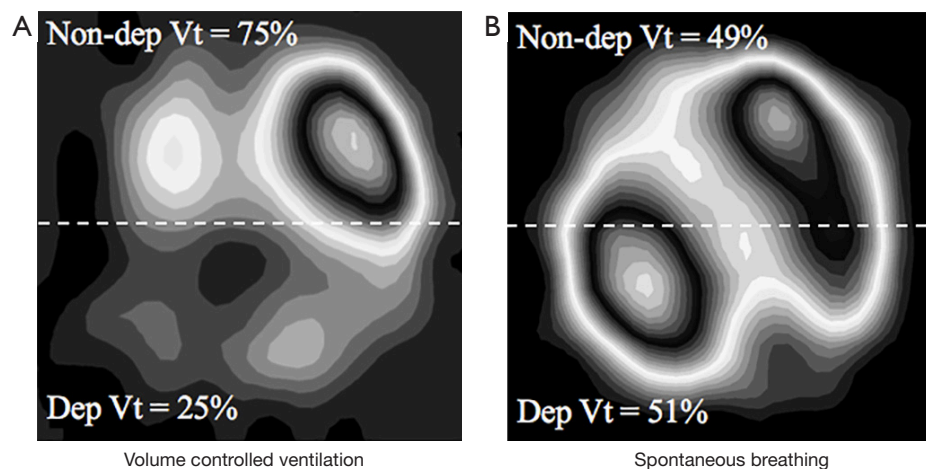 A
Non-dep Vt = 75%
Dep Vt = 25%
Volume controlled ventilation
B
Non-dep Vt = 49%
Dep Vt = 51%
Spontaneous breathing